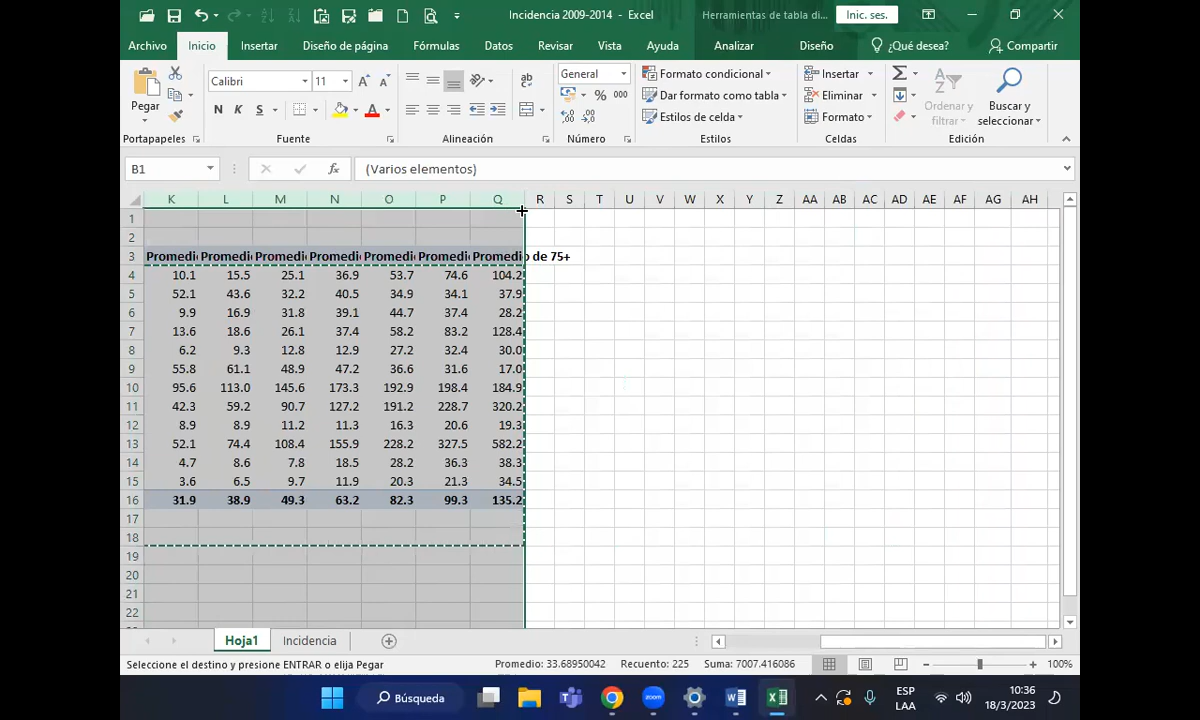 Incidencia 2009-2014 - Excel
Herramientas de tabla di...
Inic. ses.
Archivo Inicio Insertar Diseño de página Fórmulas Datos Revisar Vista Ayuda Analizar Diseño ¿Qué desea? Compartir
Pegar
Calibri 11
N K S
General
% 000
Formato condicional
Dar formato como tabla
Estilos de celda
Insertar
Eliminar
Formato
Ordenar y filtrar
Buscar y seleccionar
Portapapeles Fuente Alineación Número Estilos Celdas Edición
B1 fx (Varios elementos)
K L M N O P Q R S T U V W X Y Z AA AB AC AD AE AF AG AH
1
2
3 Promedi Promedi Promedi Promedi Promedi Promedi Promedio de 75+
4 10.1 15.5 25.1 36.9 53.7 74.6 104.2
5 52.1 43.6 32.2 40.5 34.9 34.1 37.9
6 9.9 16.9 31.8 39.1 44.7 37.4 28.2
7 13.6 18.6 26.1 37.4 58.2 83.2 128.4
8 6.2 9.3 12.8 12.9 27.2 32.4 30.0
9 55.8 61.1 48.9 47.2 36.6 31.6 17.0
10 95.6 113.0 145.6 173.3 192.9 198.4 184.9
11 42.3 59.2 90.7 127.2 191.2 228.7 320.2
12 8.9 8.9 11.2 11.3 16.3 20.6 19.3
13 52.1 74.4 108.4 155.9 228.2 327.5 582.2
14 4.7 8.6 7.8 18.5 28.2 36.3 38.3
15 3.6 6.5 9.7 11.9 20.3 21.3 34.5
16 31.9 38.9 49.3 63.2 82.3 99.3 135.2
17
18
19
20
21
22
Hoja1 Incidencia
Seleccione el destino y presione ENTRAR o elija Pegar
Promedio: 33.68950042 Recuento: 225 Suma: 7007.416086 100%
Búsqueda
ESP
LAA
10:36
18/3/2023